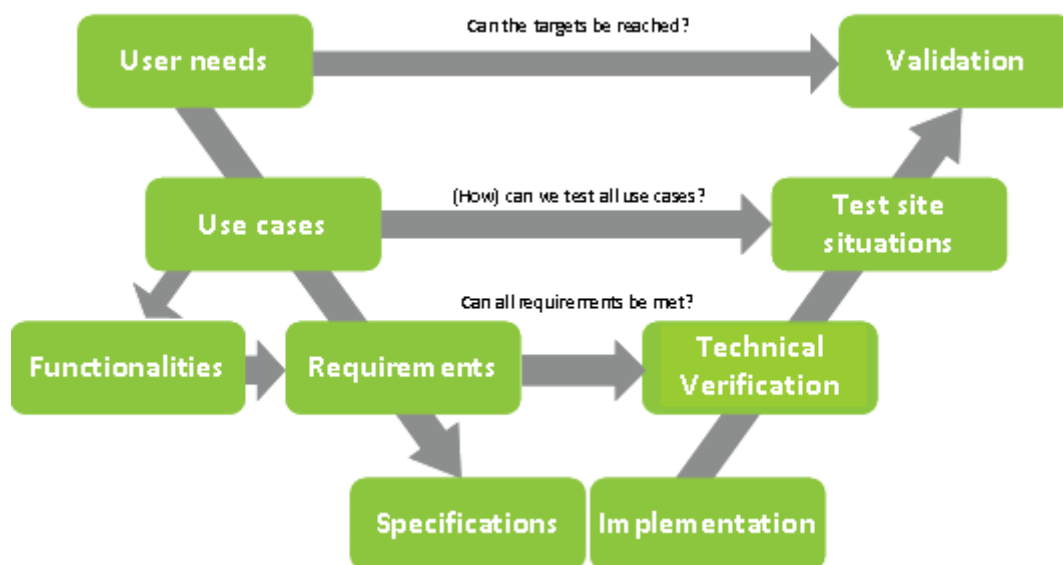 Can the targets be reached?
User needs
Validation
(How) can we test all use cases?
Use cases
Test site
situations
Can all requirements be met?
Functionalities
Requirements
Technical
Verification
Specifications
Implementation